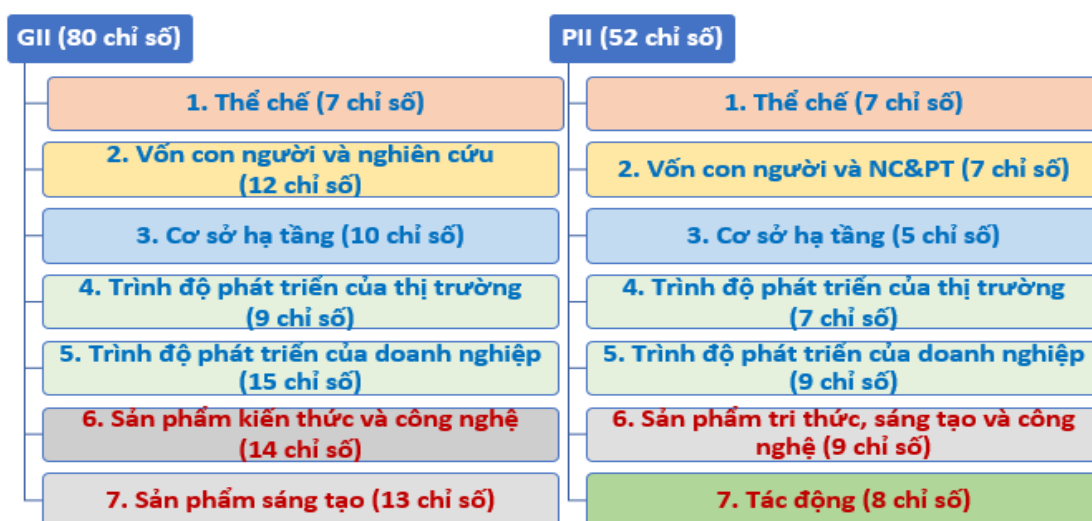 GII (80 chỉ số)
1. Thể chế (7 chỉ số)
2. Vốn con người và nghiên cứu
(12 chỉ số)
3. Cơ sở hạ tầng (10 chỉ số)
4. Trình độ phát triển của thị trường
(9 chỉ số)
5. Trình độ phát triển của doanh nghiệp
(15 chỉ số)
6. Sản phẩm kiến thức và công nghệ
(14 chỉ số)
7. Sản phẩm sáng tạo (13 chỉ số)
PII (52 chỉ số)
1. Thể chế (7 chỉ số)
2. Vốn con người và NC&PT (7 chỉ số)
3. Cơ sở hạ tầng (5 chỉ số)
4. Trình độ phát triển của thị trường
(7 chỉ số)
5. Trình độ phát triển của doanh nghiệp
(9 chỉ số)
6. Sản phẩm tri thức, sáng tạo và công
nghệ (9 chỉ số)
7. Tác động (8 chỉ số)